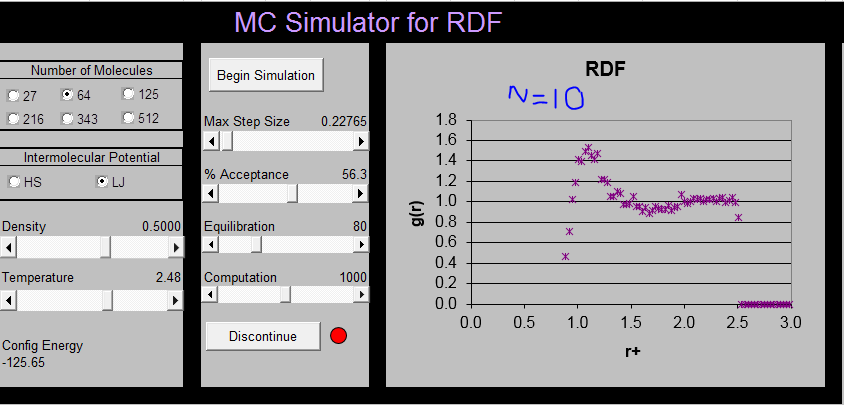 MC Simulator for RDF
Number of Molecules
27 64 125
216 343 512
Intermolecular Potential
HS LJ
Density 0.5000
Temperature 2.48
Config Energy
-125.65
Begin Simulation
Max Step Size 0.22765
% Acceptance 56.3
Equilibration 80
Computation 1000
Discontinue
RDF
N=10
g(r)
1.8
1.6
1.4
1.2
1.0
0.8
0.6
0.4
0.2
0.0
0.0 0.5 1.0 1.5 2.0 2.5 3.0
r+